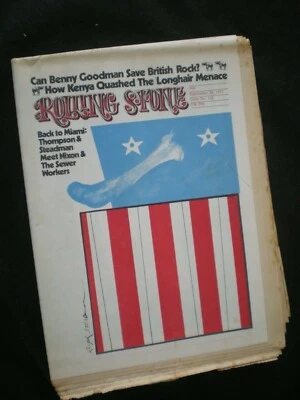 Can Benny Goodman Save British Rock?
How Kenya Quashed The Longhair Menace
ROLLING STONE
Back to Miami:
Thompson &
Steadman
Meet Nixon &
The Sewer
Workers